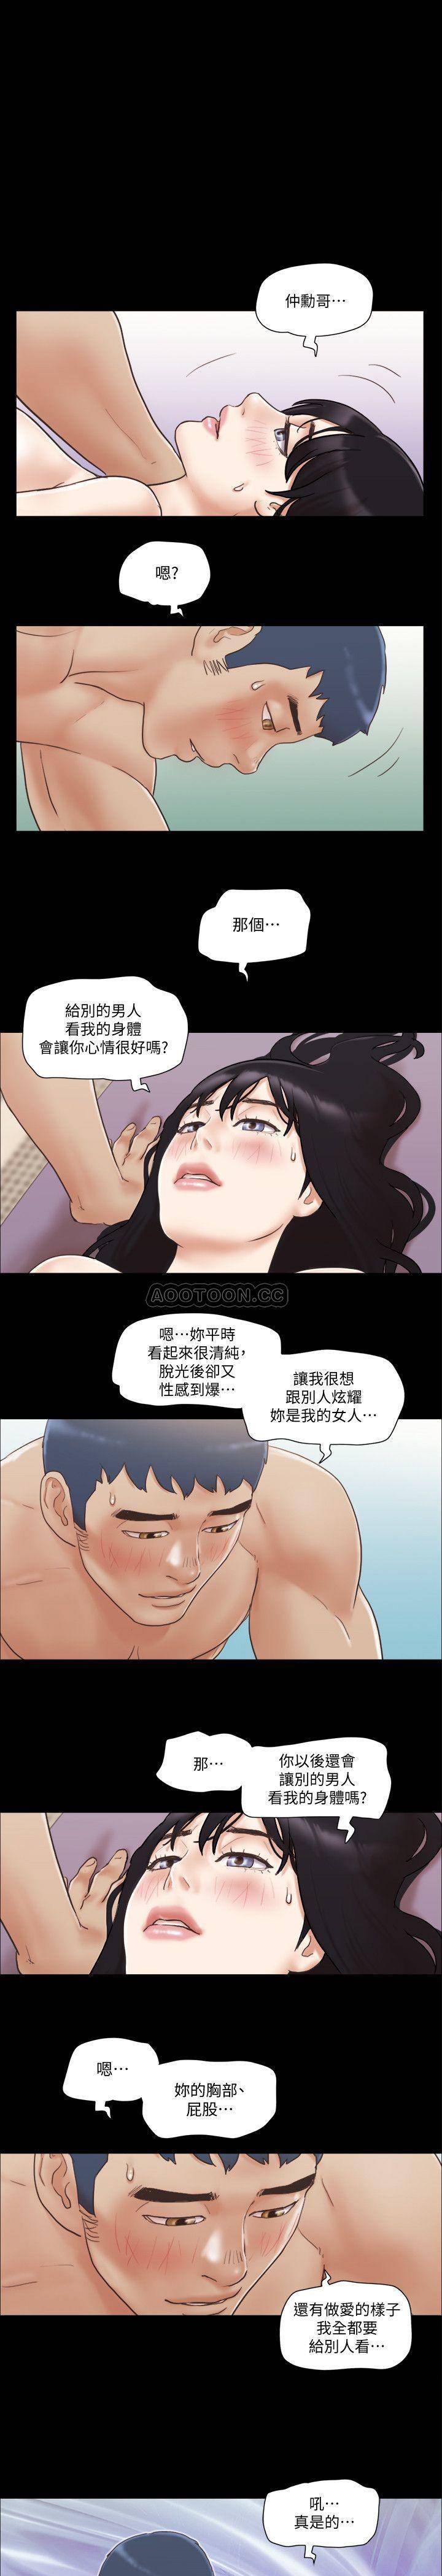 仲勳哥…
嗯?
那個…
給別的男人
看我的身體
會讓你心情很好嗎?
AOOTOON.CC
嗯…妳平時
看起來很清純，
脫光後卻又
性感到爆…
讓我很想
跟別人炫耀
妳是我的女人…
那…
你以後還會
讓別的男人
看我的身體嗎?
嗯…
妳的胸部、
屁股…
還有做愛的樣子
我全都要
給別人看…
吼…
真是的…